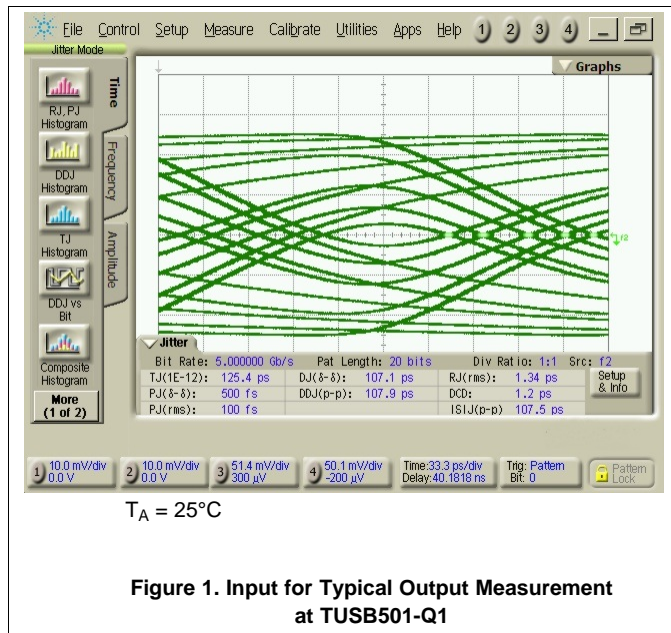 File Control Setup Measure Calibrate Utilities Apps Help 1 2 3 4
Jitter Mode
Graphs
RJ, PJ
Histogram
DDJ
Histogram
TJ
Histogram
DDJ vs
Bit
Composite
Histogram
More
(1 of 2)
Time
Frequency
Amplitude
f2
Jitter
Bit Rate: 5.000000 Gb/s Pat Length: 20 bits Div Ratio: 1:1 Src: f2
TJ(1E-12): 125.4 ps DJ(δ-δ): 107.1 ps RJ(rms): 1.34 ps
PJ(δ-δ): 500 fs DDJ(p-p): 107.9 ps DCD: 1.2 ps
PJ(rms): 100 fs ISIJ(p-p) 107.5 ps
Setup
& Info
1 10.0 mV/div
0.0 V
2 10.0 mV/div
0.0 V
3 51.4 mV/div
300 µV
4 50.1 mV/div
-200 µV
Time:33.3 ps/div
Delay:40.1818 ns
Trig: Pattern
Bit: 0
Pattern
Lock
T_A = 25°C
Figure 1. Input for Typical Output Measurement
at TUSB501-Q1